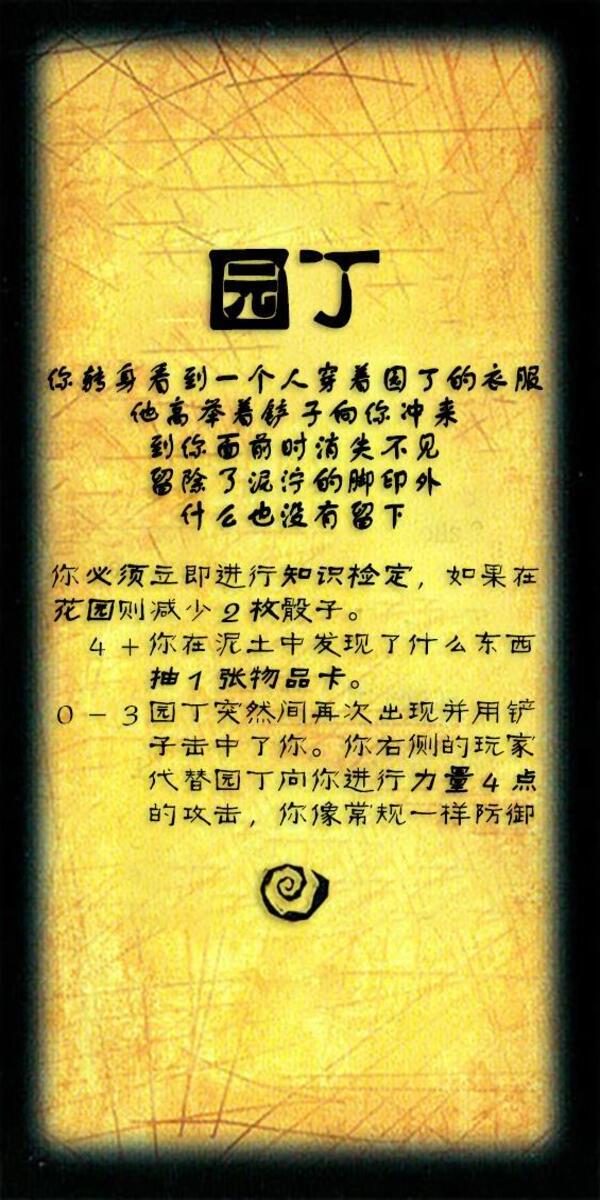 园丁
你转身看到一个人穿着园丁的衣服
他高举着铲子向你冲来
到你面前时消失不见
留除了泥泞的脚印外
什么也没有留下
你必须立即进行知识检定，如果在
花园则减少2枚骰子。
4+你在泥土中发现了什么东西
抽1张物品卡。
0-3园丁突然间再次出现并用铲
子击中了你。你右侧的玩家
代替园丁向你进行力量4点
的攻击，你像常规一样防御